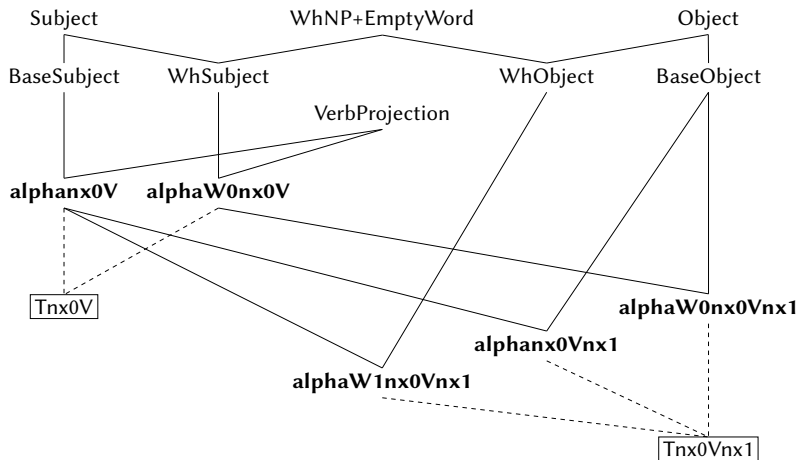 Subject WhNP+EmptyWord Object
BaseSubject WhSubject WhObject BaseObject
VerbProjection
alphanx0V alphaW0nx0V
Tnx0V alphaW0nx0Vnx1
alphanx0Vnx1
alphaW1nx0Vnx1
Tnx0Vnx1